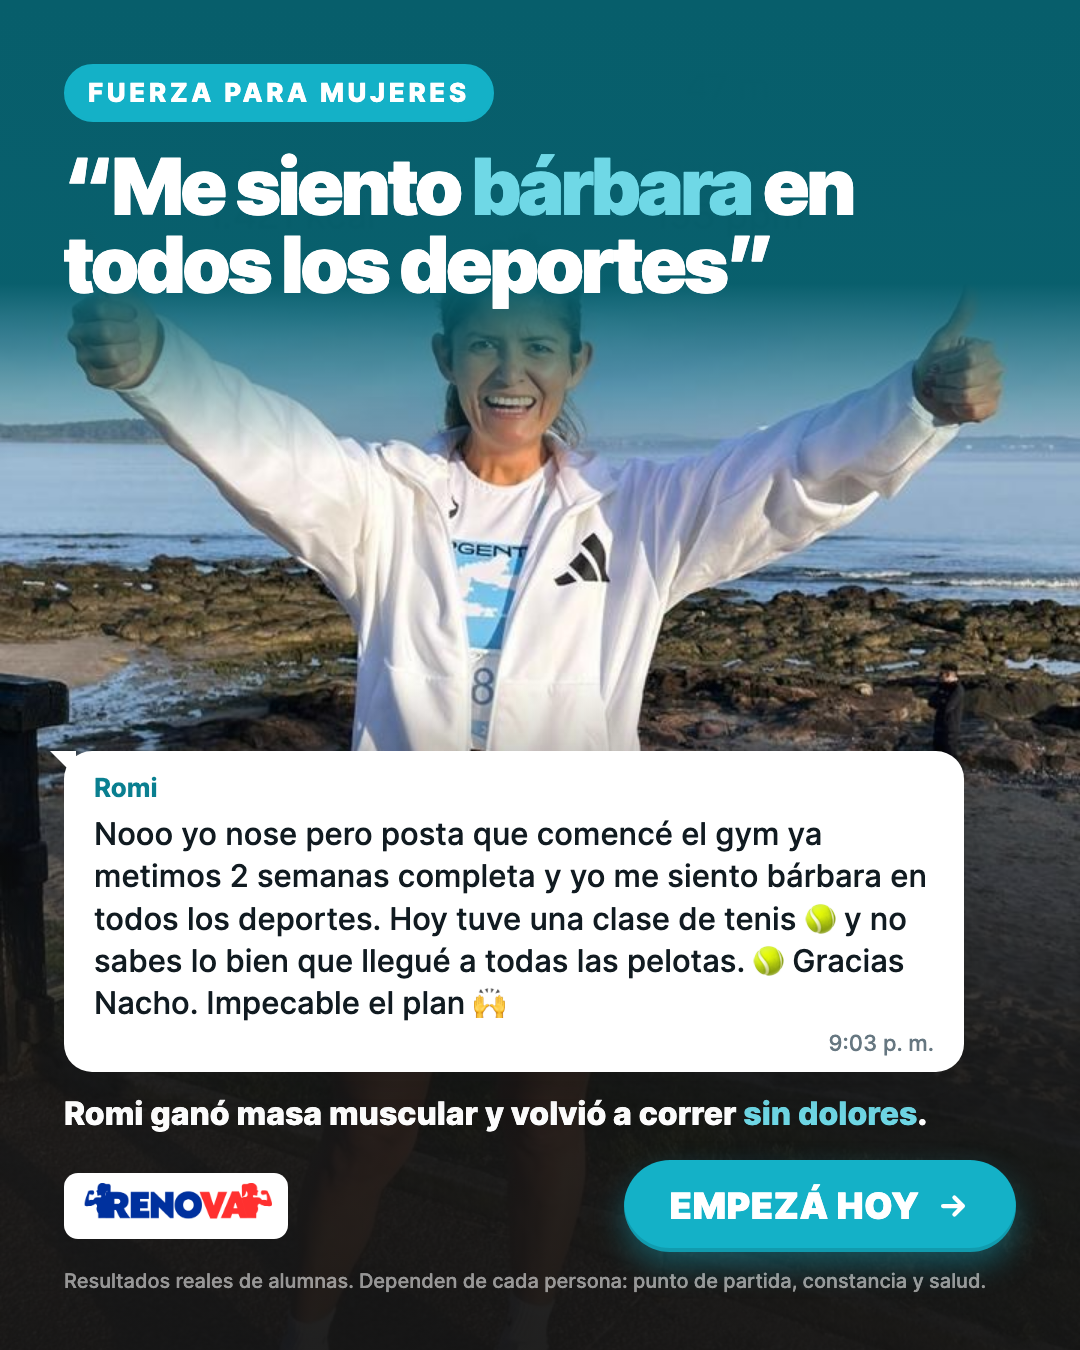 FUERZA PARA MUJERES
“Me siento bárbara en
todos los deportes”
RGENT
8
Romi
Nooo yo nose pero posta que comencé el gym ya
metimos 2 semanas completa y yo me siento bárbara en
todos los deportes. Hoy tuve una clase de tenis 🎾 y no
sabes lo bien que llegué a todas las pelotas. 🎾 Gracias
Nacho. Impecable el plan 🙌
9:03 p. m.
Romi ganó masa muscular y volvió a correr sin dolores.
RENOVA
EMPEZÁ HOY →
Resultados reales de alumnas. Dependen de cada persona: punto de partida, constancia y salud.